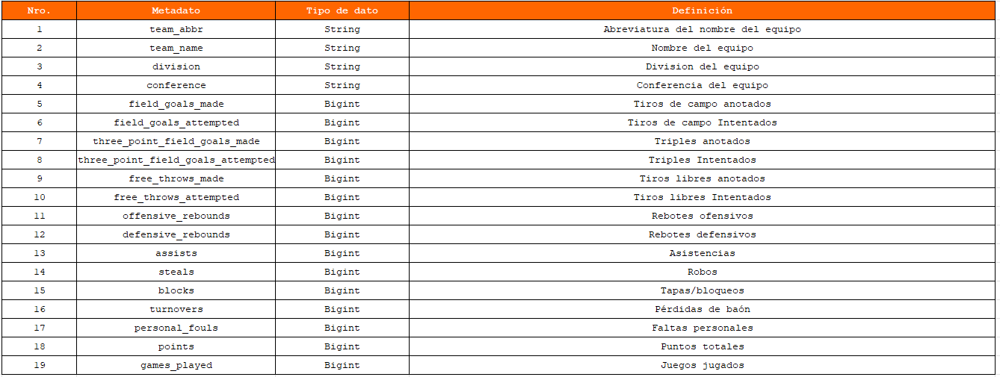 Nro. Metadato Tipo de dato Definición
1 team_abbr String Abreviatura del nombre del equipo
2 team_name String Nombre del equipo
3 division String Division del equipo
4 conference String Conferencia del equipo
5 field_goals_made Bigint Tiros de campo anotados
6 field_goals_attempted Bigint Tiros de campo Intentados
7 three_point_field_goals_made Bigint Triples anotados
8 three_point_field_goals_attempted Bigint Triples Intentados
9 free_throws_made Bigint Tiros libres anotados
10 free_throws_attempted Bigint Tiros libres Intentados
11 offensive_rebounds Bigint Rebotes ofensivos
12 defensive_rebounds Bigint Rebotes defensivos
13 assists Bigint Asistencias
14 steals Bigint Robos
15 blocks Bigint Tapas/bloqueos
16 turnovers Bigint Pérdidas de baón
17 personal_fouls Bigint Faltas personales
18 points Bigint Puntos totales
19 games_played Bigint Juegos jugados